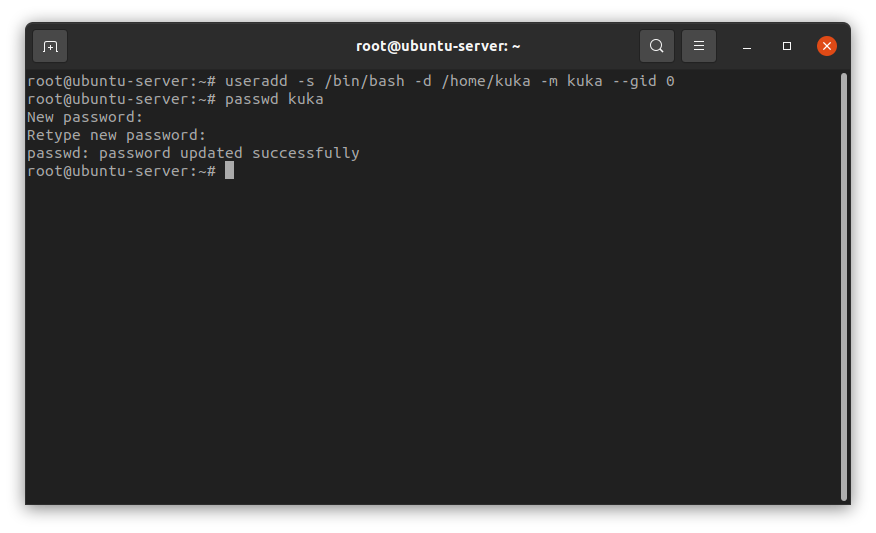 root@ubuntu-server: ~
root@ubuntu-server:~# useradd -s /bin/bash -d /home/kuka -m kuka --gid 0
root@ubuntu-server:~# passwd kuka
New password:
Retype new password:
passwd: password updated successfully
root@ubuntu-server:~#